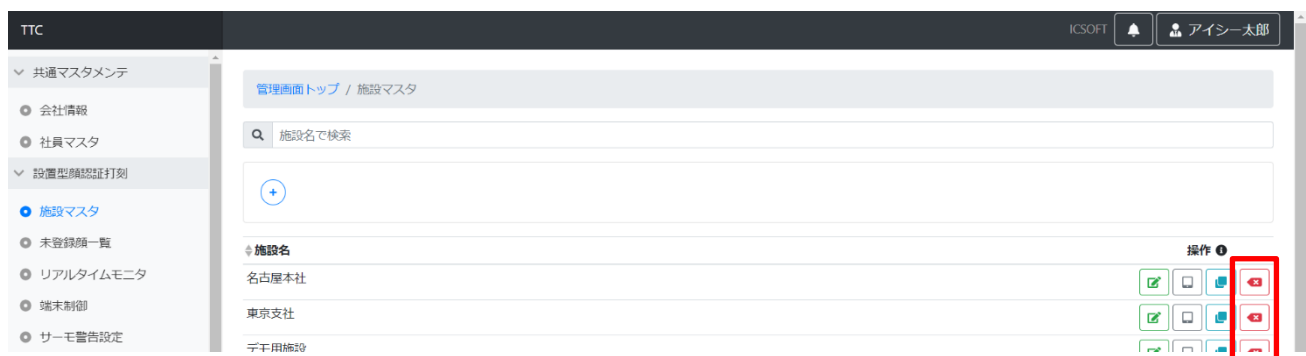 TTC
ICSOFT
アイシー太郎
共通マスタメンテ
会社情報
社員マスタ
設置型顔認証打刻
施設マスタ
未登録顔一覧
リアルタイムモニタ
端末制御
サーモ警告設定
管理画面トップ / 施設マスタ
施設名で検索
施設名
操作
名古屋本社
東京支社
デモ用施設